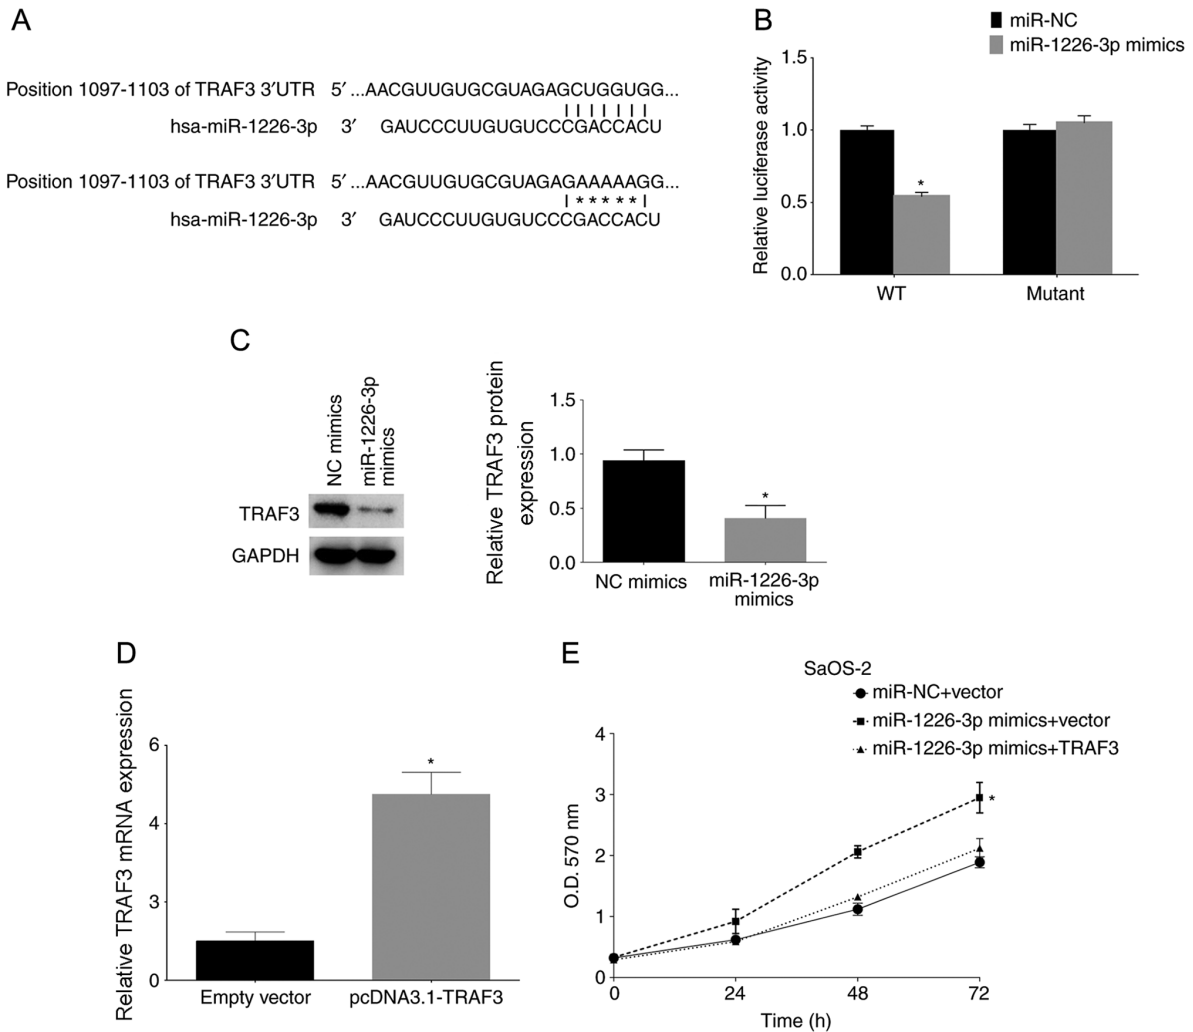 A
Position 1097-1103 of TRAF3 3′UTR 5′ ...AACGUUGUGCGUAGAGCUGGUGG...
hsa-miR-1226-3p 3′ GAUCCCUUGUGUCCCGACCACU
Position 1097-1103 of TRAF3 3′UTR 5′ ...AACGUUGUGCGUAGAGAAAAAGG...
* * * * *
hsa-miR-1226-3p 3′ GAUCCCUUGUGUCCCGACCACU
B
miR-NC
miR-1226-3p mimics
Relative luciferase activity
1.5
1.0
0.5
0.0
*
WT
Mutant
C
NC mimics
miR-1226-3p
mimics
TRAF3
GAPDH
Relative TRAF3 protein
expression
1.5
1.0
0.5
0.0
*
NC mimics
miR-1226-3p
mimics
D
Relative TRAF3 mRNA expression
6
4
3
0
*
Empty vector
pcDNA3.1-TRAF3
E
SaOS-2
miR-NC+vector
miR-1226-3p mimics+vector
miR-1226-3p mimics+TRAF3
O.D. 570 nm
4
3
2
1
0
*
0
24
48
72
Time (h)